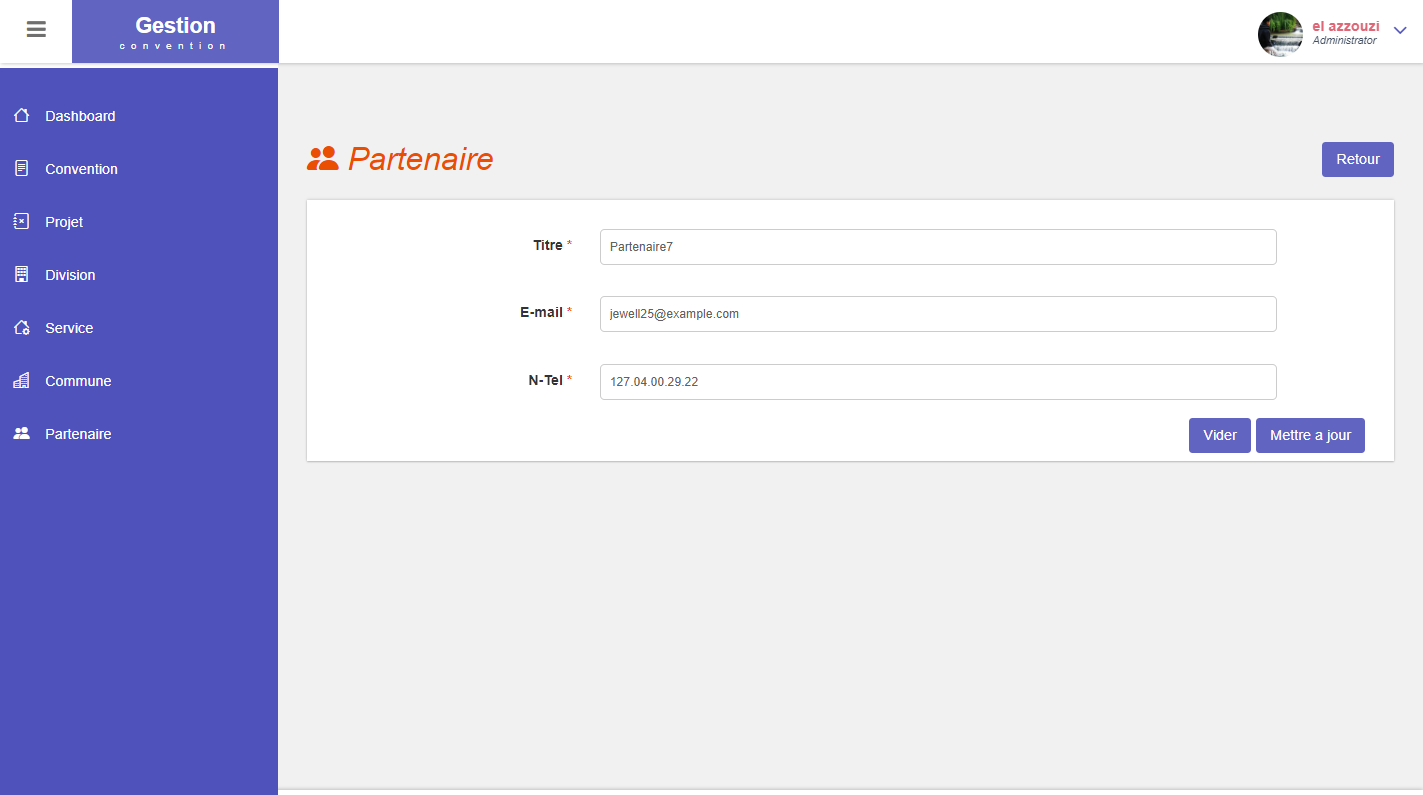 Gestion
convention
el azzouzi
Administrator
Dashboard
Convention
Projet
Division
Service
Commune
Partenaire
Partenaire
Retour
Titre *
Partenaire7
E-mail *
jewell25@example.com
N-Tel *
127.04.00.29.22
Vider
Mettre a jour